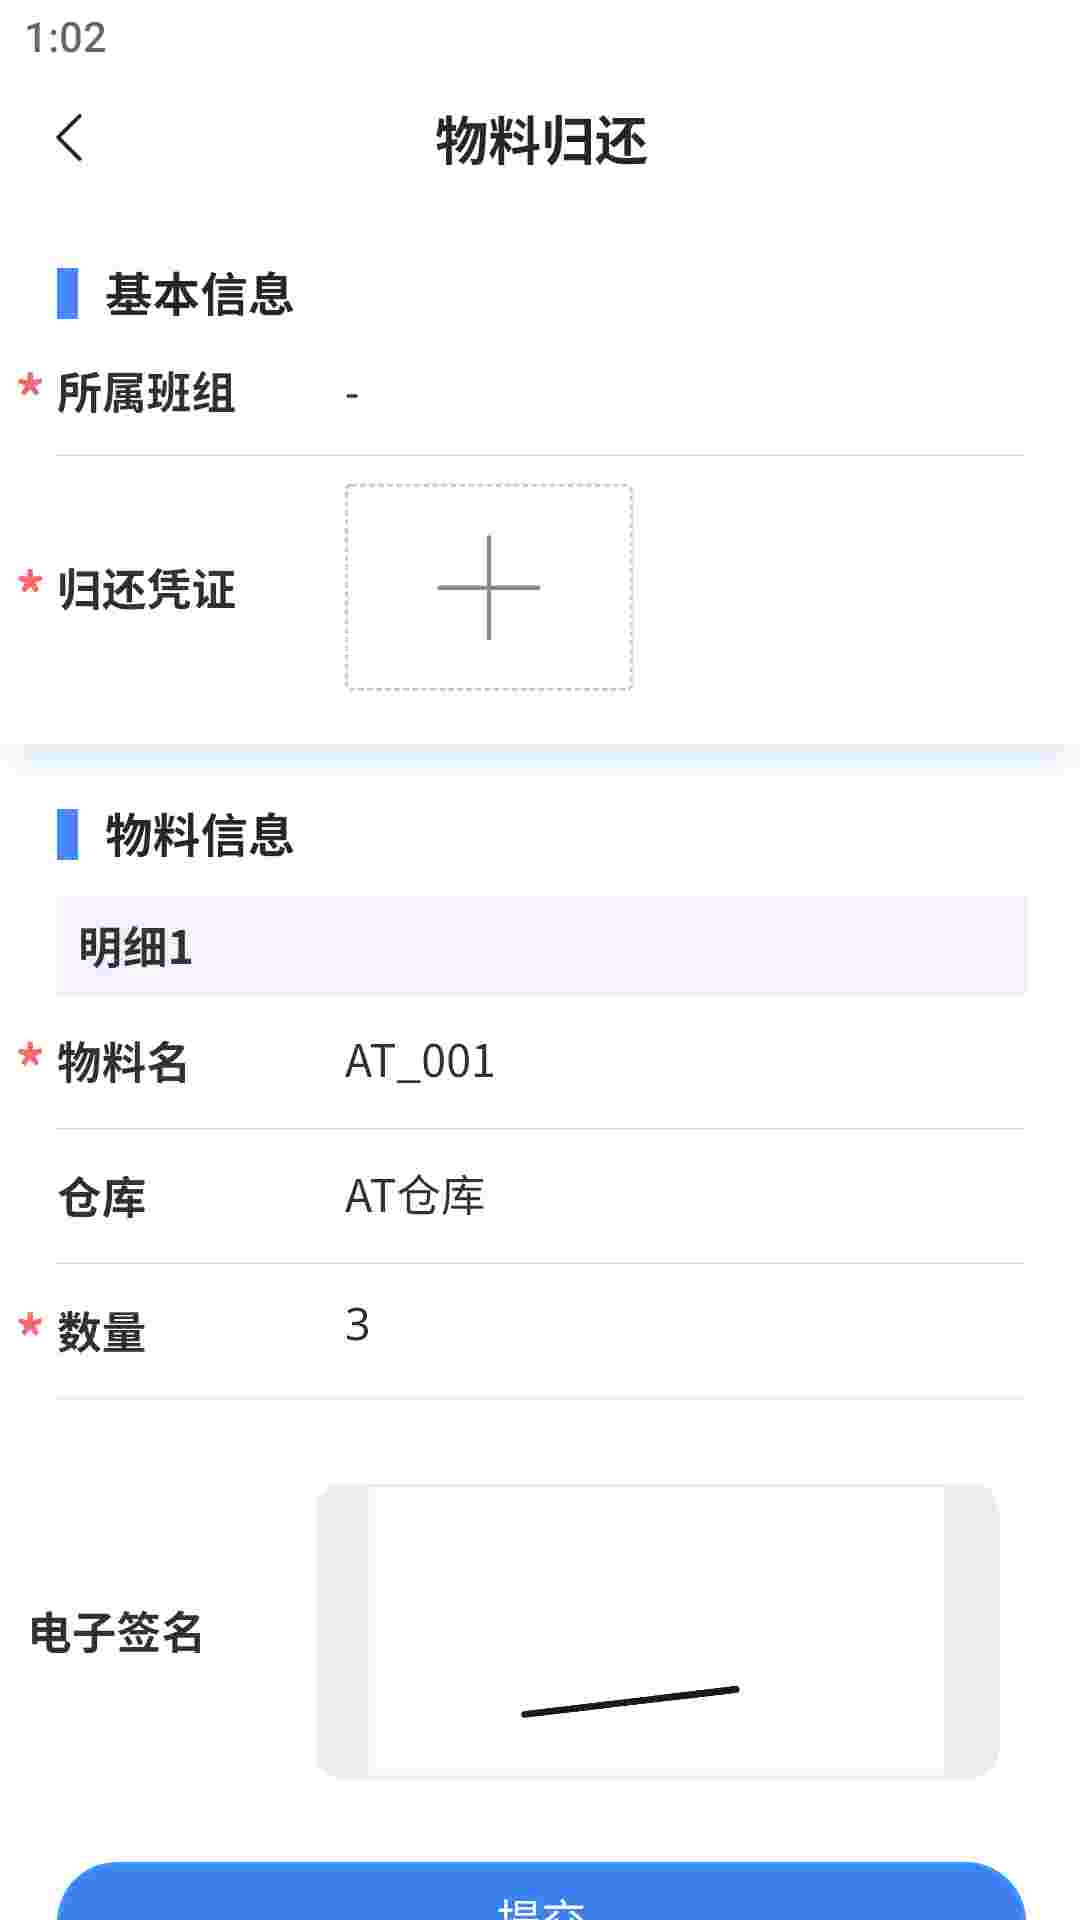 1:02
物料归还
基本信息
* 所属班组 -
* 归还凭证
物料信息
明细1
* 物料名 AT_001
仓库 AT仓库
* 数量 3
电子签名
提交